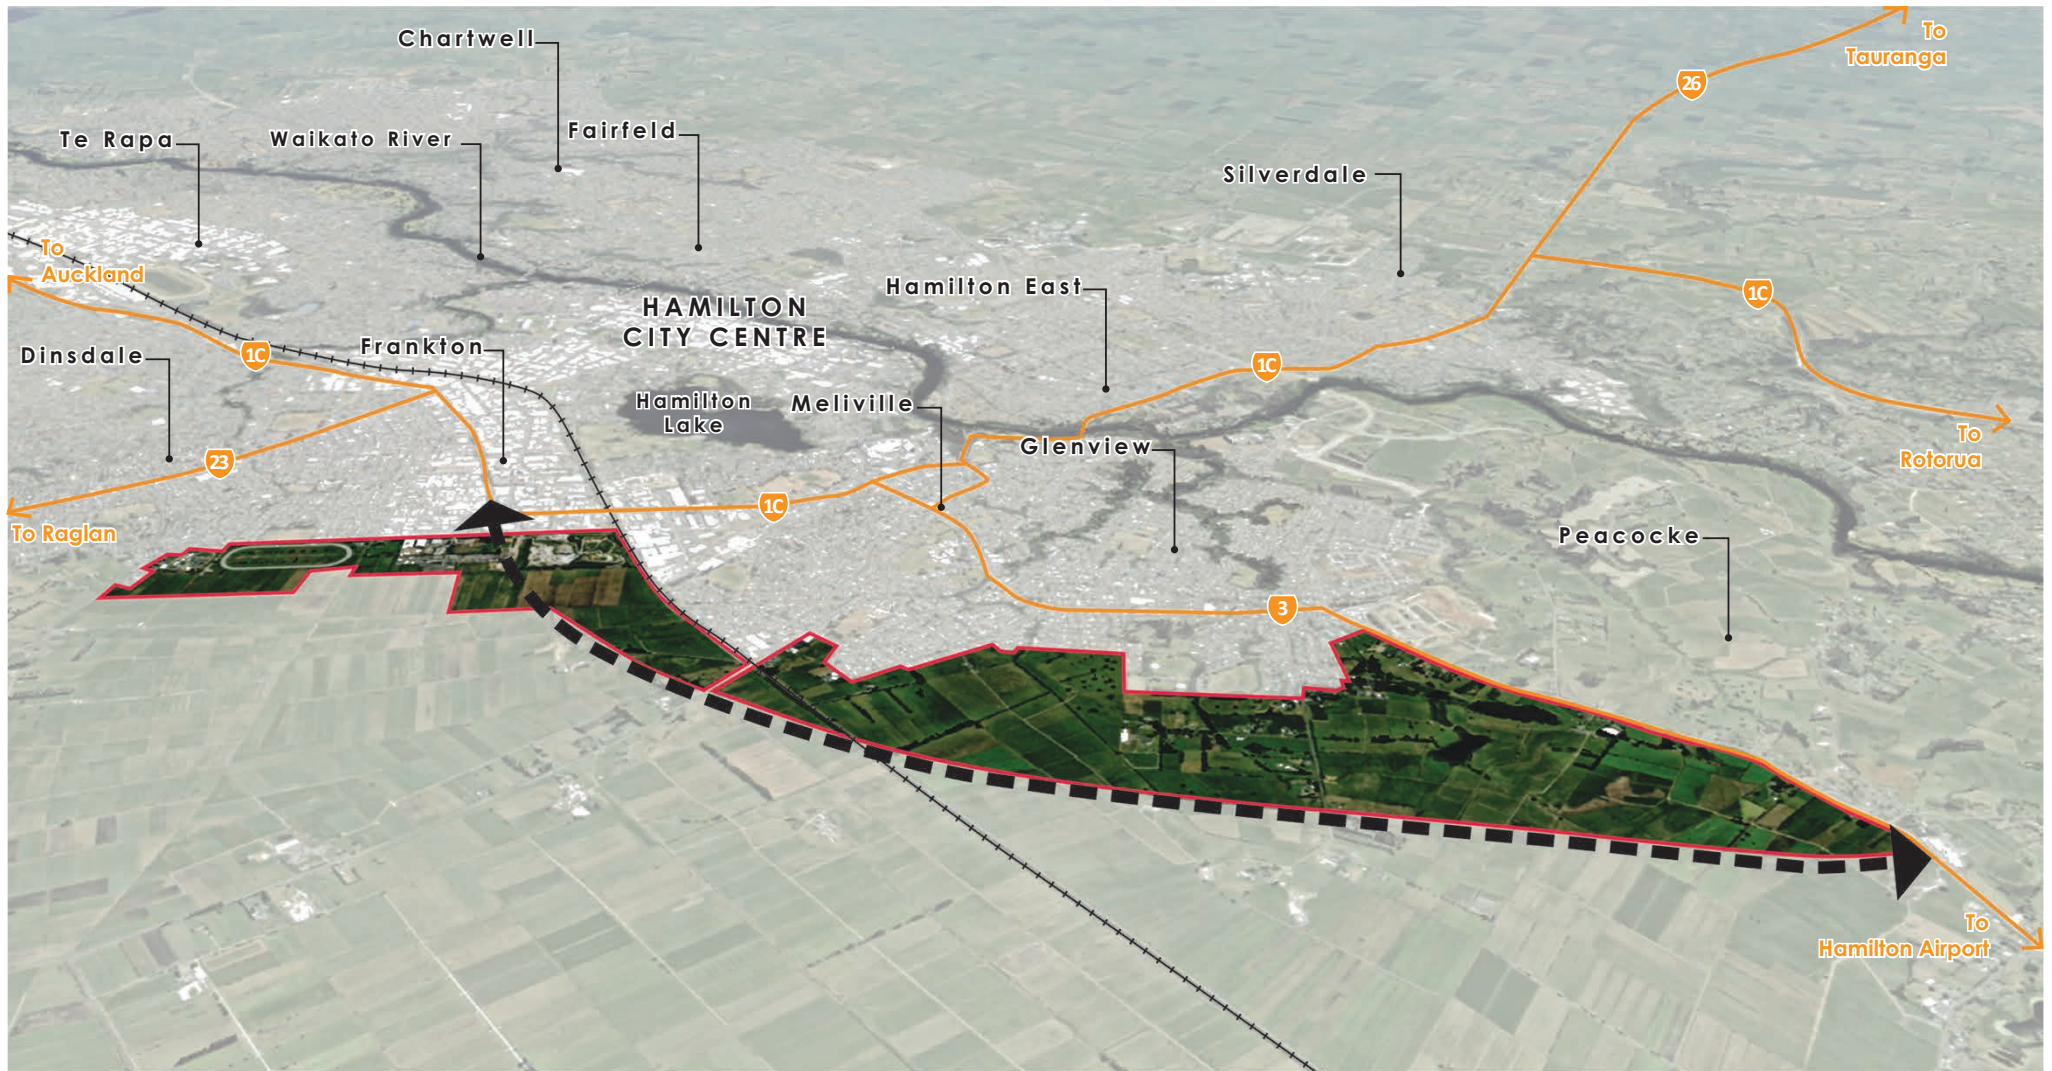 To
Tauranga
Chartwell
26
Fairfeld
Te Rapa
Waikato River
Silverdale
To
Auckland
Hamilton East
1C
HAMILTON
CITY CENTRE
Dinsdale
1C
Frankton
1C
Hamilton
Lake
Meliville
To
Rotorua
Glenview
23
1C
To Raglan
Peacocke
3
To
Hamilton Airport